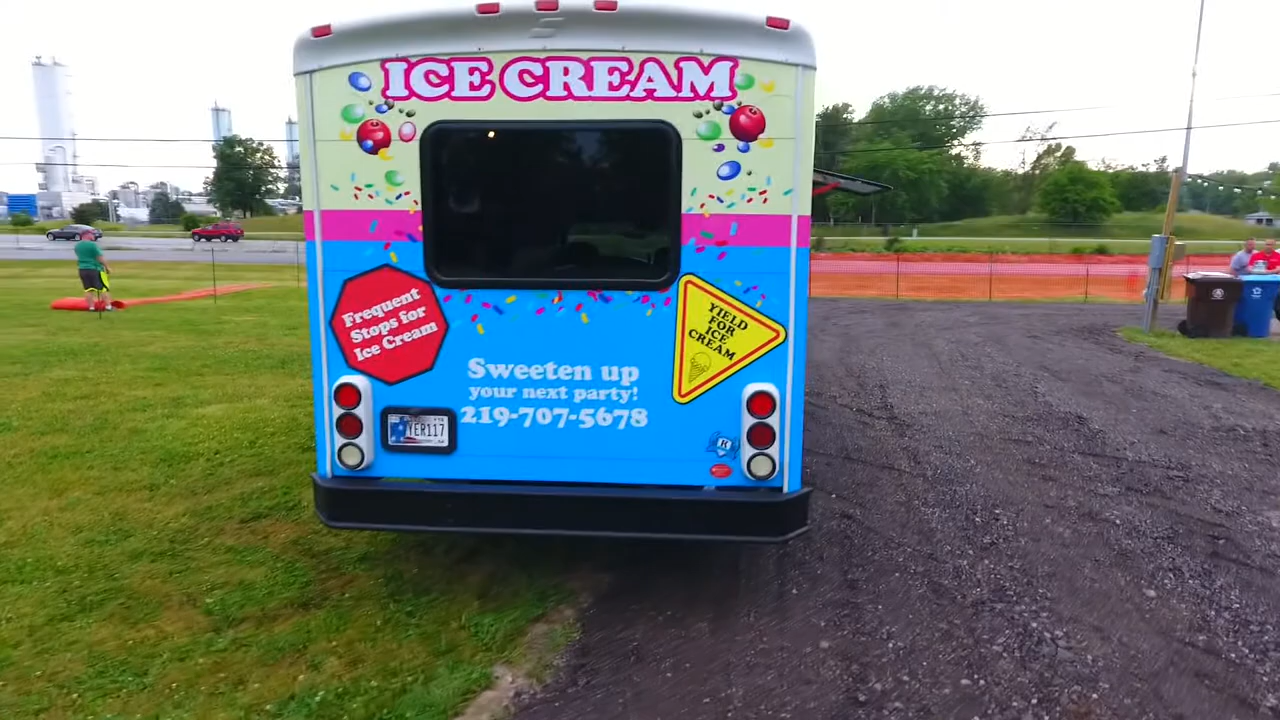 ICE CREAM
Frequent
Stops for
Ice Cream
YIELD
FOR
ICE
CREAM
Sweeten up
your next party!
219-707-5678
YER117
R